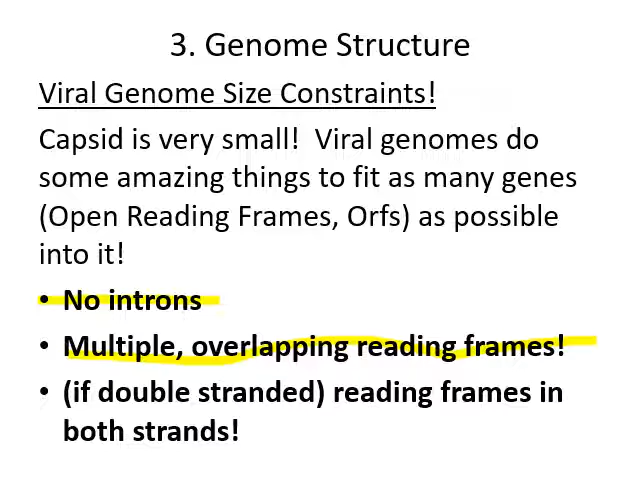 3. Genome Structure
Viral Genome Size Constraints!
Capsid is very small!  Viral genomes do
some amazing things to fit as many genes
(Open Reading Frames, Orfs) as possible
into it!
• No introns
• Multiple, overlapping reading frames!
• (if double stranded) reading frames in
both strands!